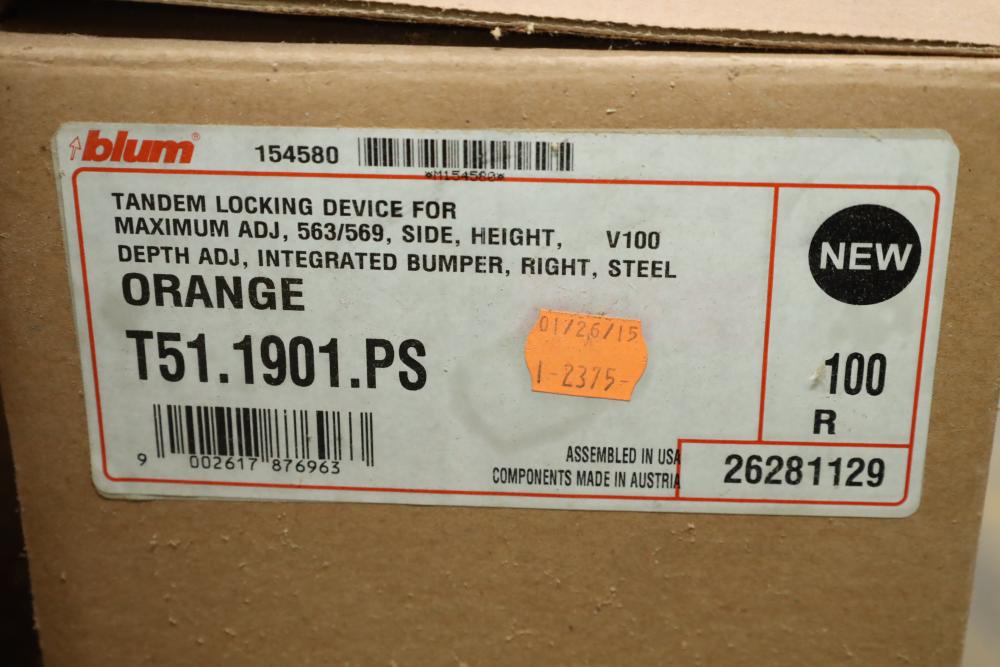 blum® 154580
*M154580*
TANDEM LOCKING DEVICE FOR
MAXIMUM ADJ, 563/569, SIDE, HEIGHT, V100
DEPTH ADJ, INTEGRATED BUMPER, RIGHT, STEEL
ORANGE
T51.1901.PS
9 002617 876963
01/26/15
1-2375-
ASSEMBLED IN USA
COMPONENTS MADE IN AUSTRIA
NEW
100
R
26281129